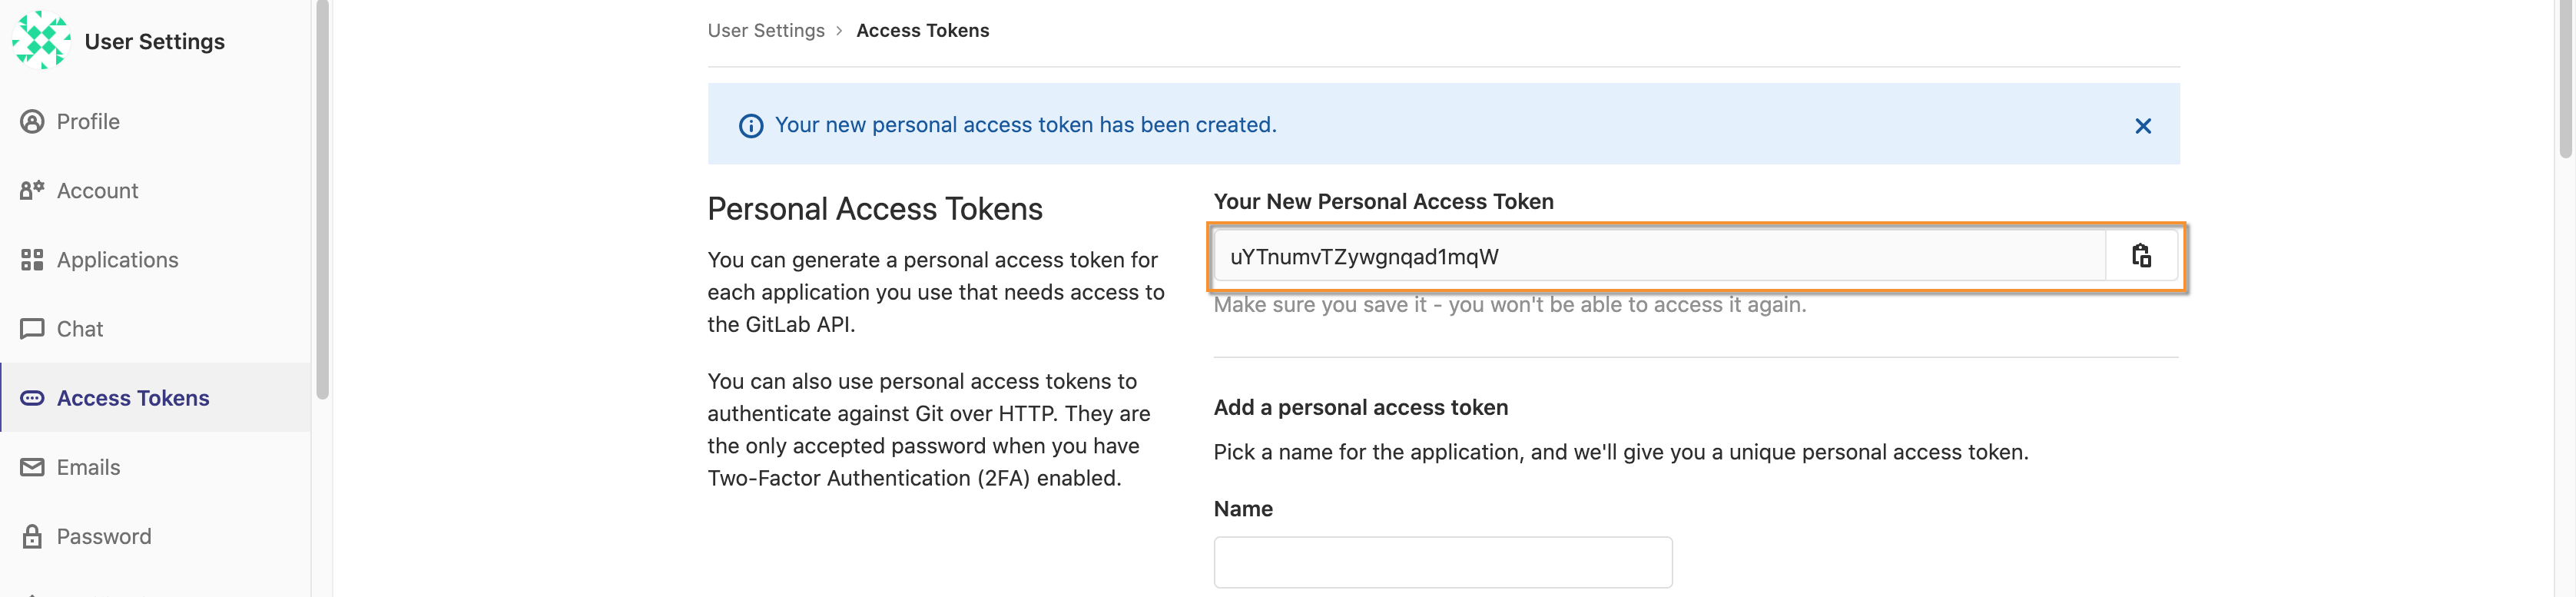 User Settings
Profile
Account
Applications
Chat
Access Tokens
Emails
Password
User Settings › Access Tokens
Your new personal access token has been created.
Personal Access Tokens
You can generate a personal access token for
each application you use that needs access to
the GitLab API.
You can also use personal access tokens to
authenticate against Git over HTTP. They are
the only accepted password when you have
Two-Factor Authentication (2FA) enabled.
Your New Personal Access Token
uYTnumvTZywgnqad1mqW
Make sure you save it - you won't be able to access it again.
Add a personal access token
Pick a name for the application, and we'll give you a unique personal access token.
Name